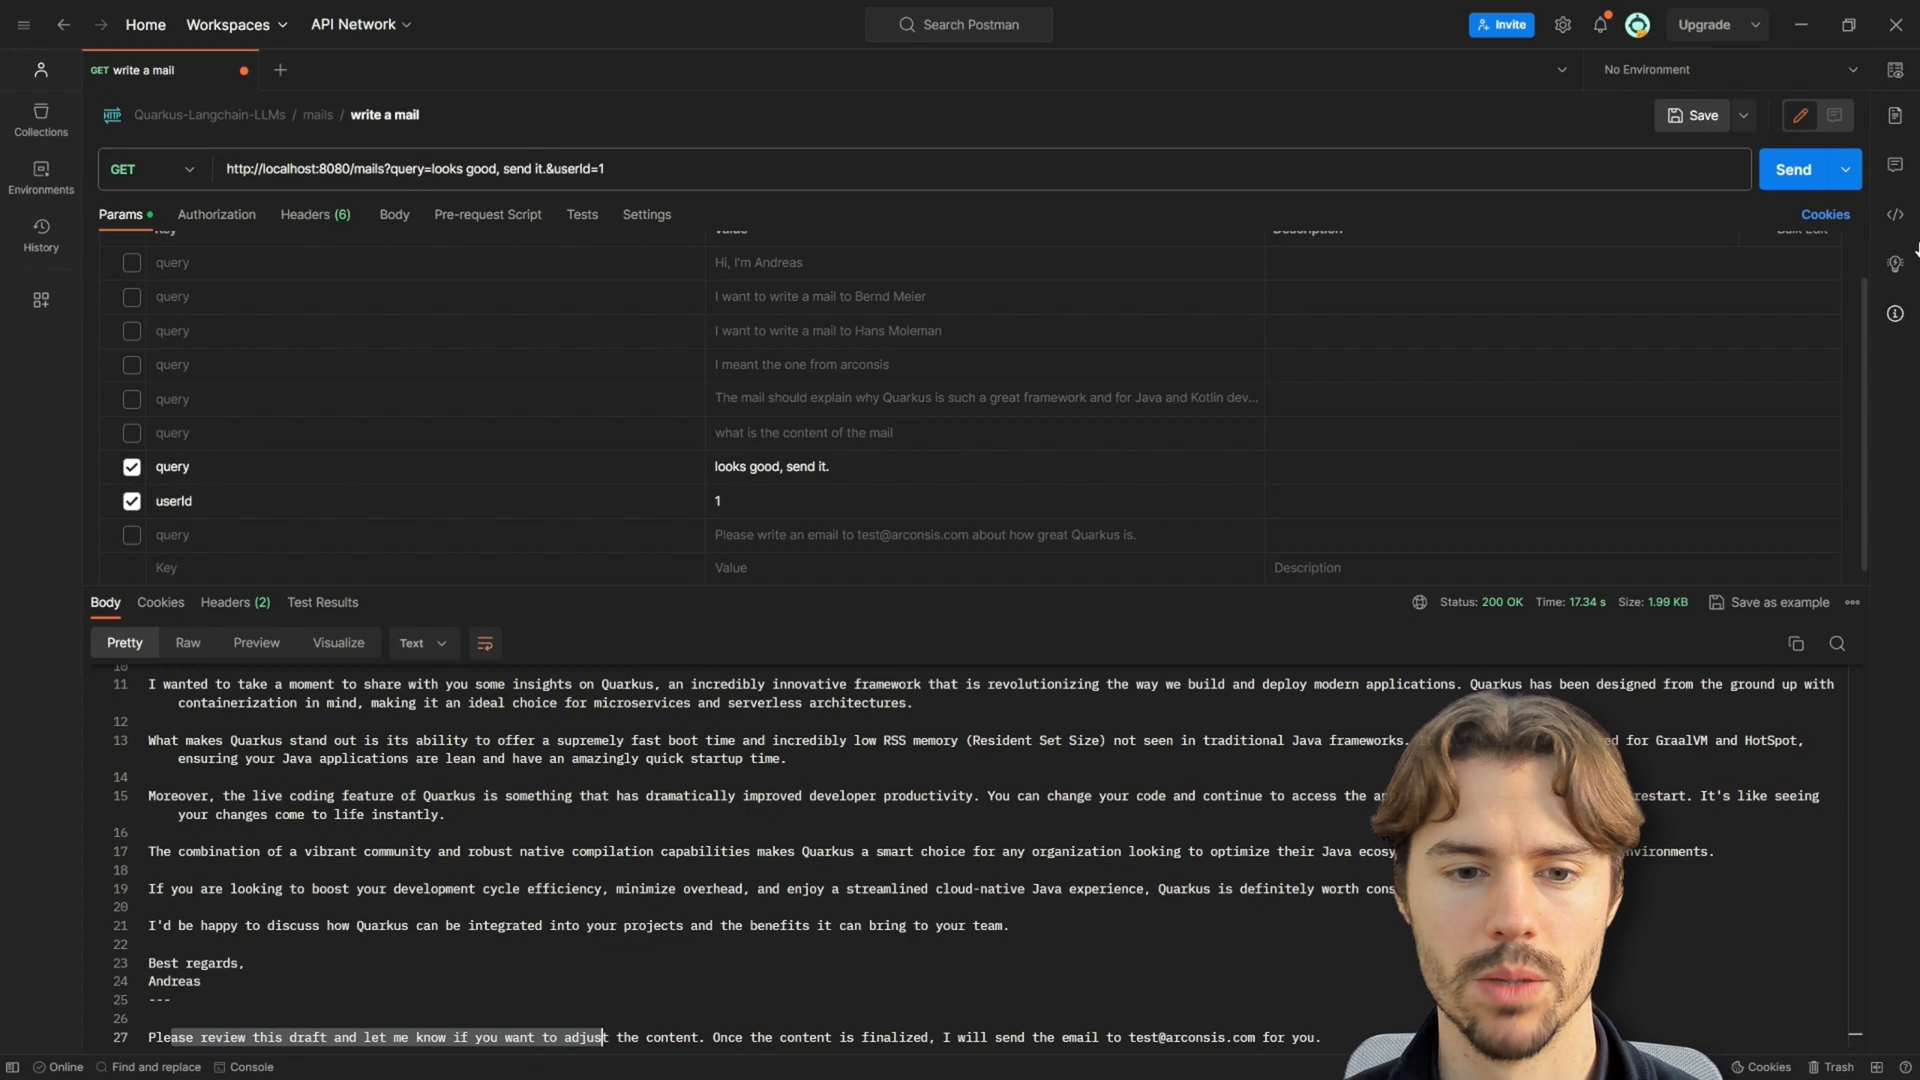 Home Workspaces API Network Search Postman Invite Upgrade
GET write a mail No Environment
Collections
Environments
History
HTTP Quarkus-Langchain-LLMs / mails / write a mail Save
GET http://localhost:8080/mails?query=looks good, send it.&userId=1 Send
Params Authorization Headers (6) Body Pre-request Script Tests Settings Cookies
Key Value Description Bulk Edit
query Hi, I'm Andreas
query I want to write a mail to Bernd Meier
query I want to write a mail to Hans Moleman
query I meant the one from arconsis
query The mail should explain why Quarkus is such a great framework and for Java and Kotlin dev...
query what is the content of the mail
query looks good, send it.
userId 1
query Please write an email to test@arconsis.com about how great Quarkus is.
Key Value Description
Body Cookies Headers (2) Test Results Status: 200 OK Time: 17.34 s Size: 1.99 KB Save as example
Pretty Raw Preview Visualize Text
10
11 I wanted to take a moment to share with you some insights on Quarkus, an incredibly innovative framework that is revolutionizing the way we build and deploy modern applications. Quarkus has been designed from the ground up with
containerization in mind, making it an ideal choice for microservices and serverless architectures.
12
13 What makes Quarkus stand out is its ability to offer a supremely fast boot time and incredibly low RSS memory (Resident Set Size) not seen in traditional Java frameworks. for GraalVM and HotSpot,
ensuring your Java applications are lean and have an amazingly quick startup time.
14
15 Moreover, the live coding feature of Quarkus is something that has dramatically improved developer productivity. You can change your code and continue to access the restart. It's like seeing
your changes come to life instantly.
16
17 The combination of a vibrant community and robust native compilation capabilities makes Quarkus a smart choice for any organization looking to optimize their Java
18
19 If you are looking to boost your development cycle efficiency, minimize overhead, and enjoy a streamlined cloud-native Java experience, Quarkus is definitely worth
20
21 I'd be happy to discuss how Quarkus can be integrated into your projects and the benefits it can bring to your team.
22
23 Best regards,
24 Andreas
25 ---
26
27 Please review this draft and let me know if you want to adjust the content. Once the content is finalized, I will send the email to test@arconsis.com for you.
Online Find and replace Console Cookies Trash